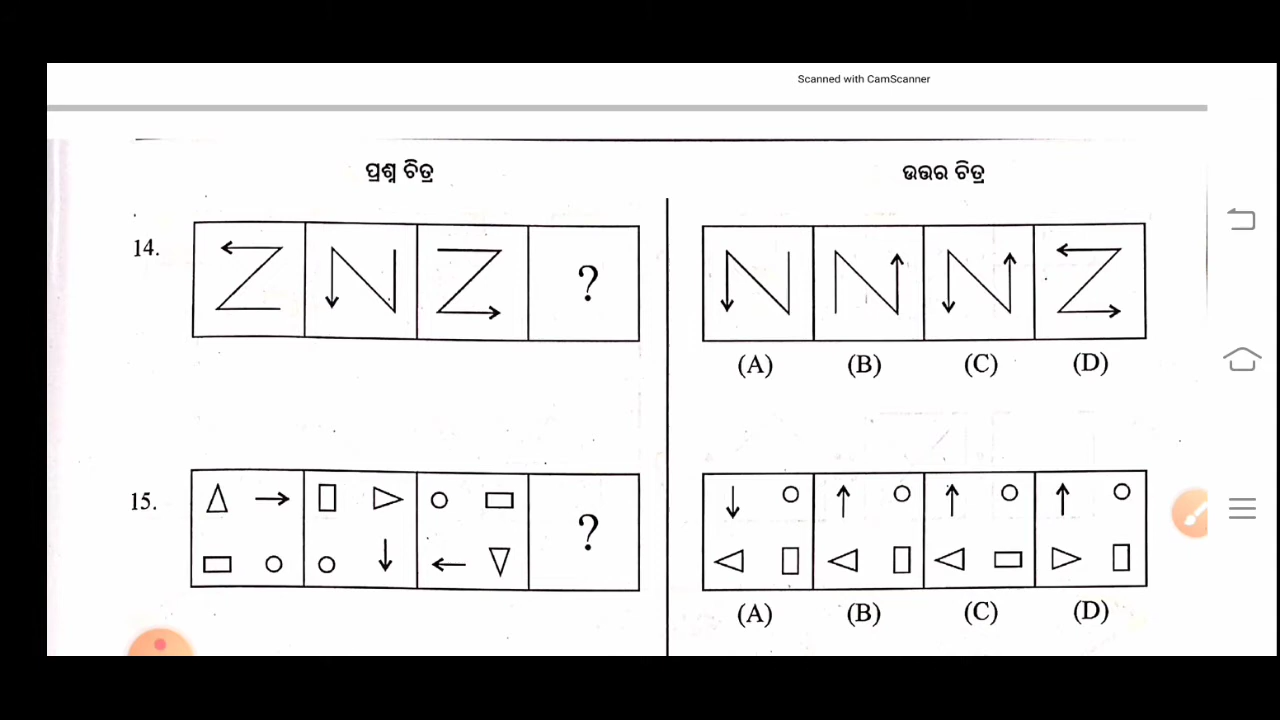 Scanned with CamScanner
ପ୍ରଶ୍ନ ଚିତ୍ର ଉତ୍ତର ଚିତ୍ର
14. ? 
(A) (B) (C) (D)
15. ?
(A) (B) (C) (D)